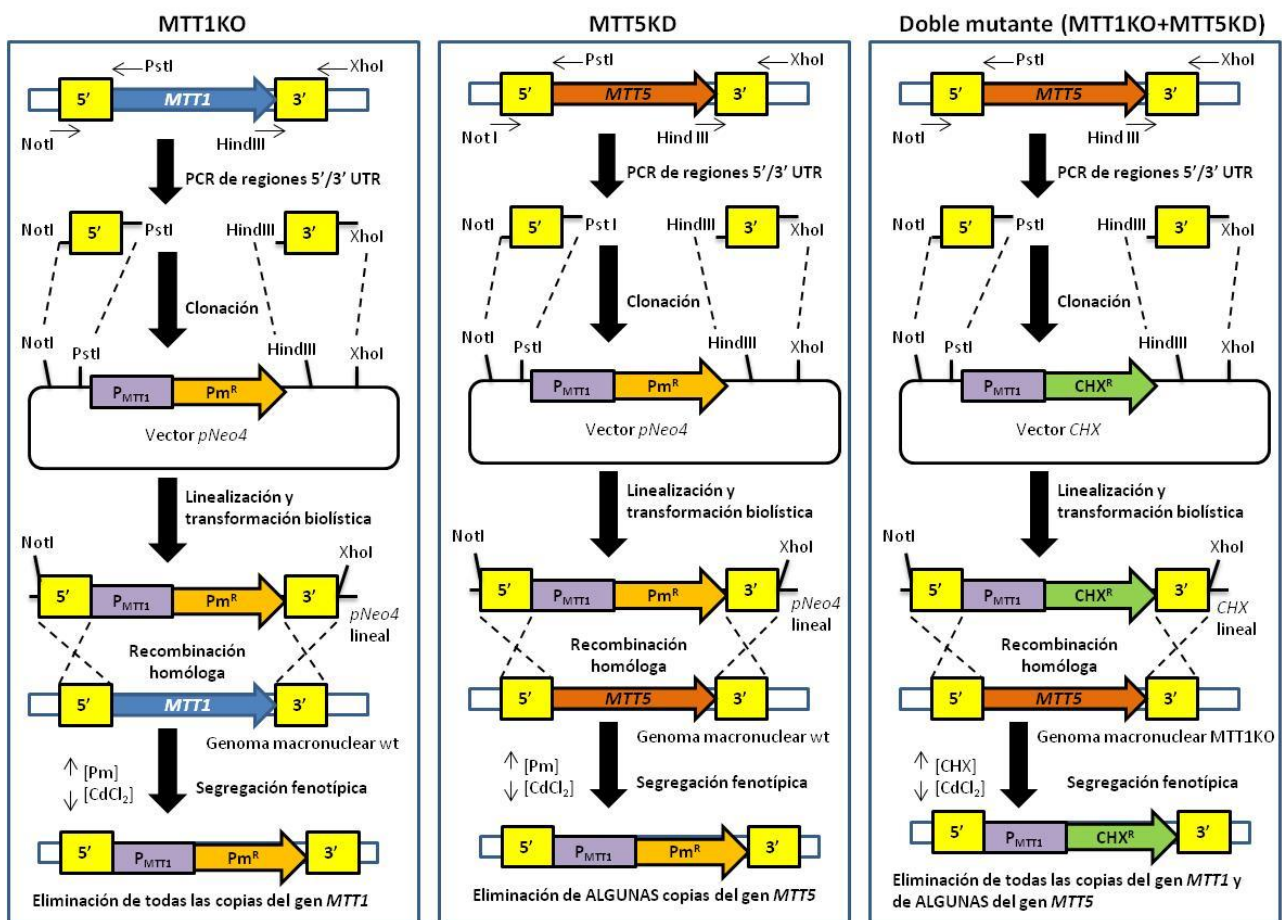 MTT1KO
PstI
XhoI
5'
MTT1
3'
NotI
HindIII
PCR de regiones 5'/3' UTR
NotI
5'
PstI
HindIII
3'
XhoI
Clonación
NotI
PstI
HindIII
XhoI
PMTT1
PmR
Vector pNeo4
Linealización y
transformación biolística
NotI
XhoI
5'
PMTT1
PmR
3'
pNeo4
lineal
Recombinación
homóloga
5'
MTT1
3'
Genoma macronuclear wt
↑ [Pm]
↓ [CdCl2]
Segregación fenotípica
5'
PMTT1
PmR
3'
Eliminación de todas las copias del gen MTT1
MTT5KD
PstI
XhoI
5'
MTT5
3'
Not I
Hind III
PCR de regiones 5'/3' UTR
NotI
5'
Pst I
HindIII
3'
XhoI
Clonación
NotI
PstI
HindIII
XhoI
PMTT1
PmR
Vector pNeo4
Linealización y
transformación biolística
NotI
XhoI
5'
PMTT1
PmR
3'
pNeo4
lineal
Recombinación
homóloga
5'
MTT5
3'
Genoma macronuclear wt
↑ [Pm]
↓ [CdCl2]
Segregación fenotípica
5'
PMTT1
PmR
3'
Eliminación de ALGUNAS copias del gen MTT5
Doble mutante (MTT1KO+MTT5KD)
PstI
XhoI
5'
MTT5
3'
NotI
Hind III
PCR de regiones 5'/3' UTR
NotI
5'
PstI
HindIII
3'
XhoI
Clonación
NotI
PstI
HindIII
XhoI
PMTT1
CHXR
Vector CHX
Linealización y
transformación biolística
NotI
XhoI
5'
PMTT1
CHXR
3'
CHX
lineal
Recombinación
homóloga
5'
MTT5
3'
Genoma macronuclear MTT1KO
↑ [CHX]
↓ [CdCl2]
Segregación fenotípica
5'
PMTT1
CHXR
3'
Eliminación de todas las copias del gen MTT1 y
de ALGUNAS del gen MTT5